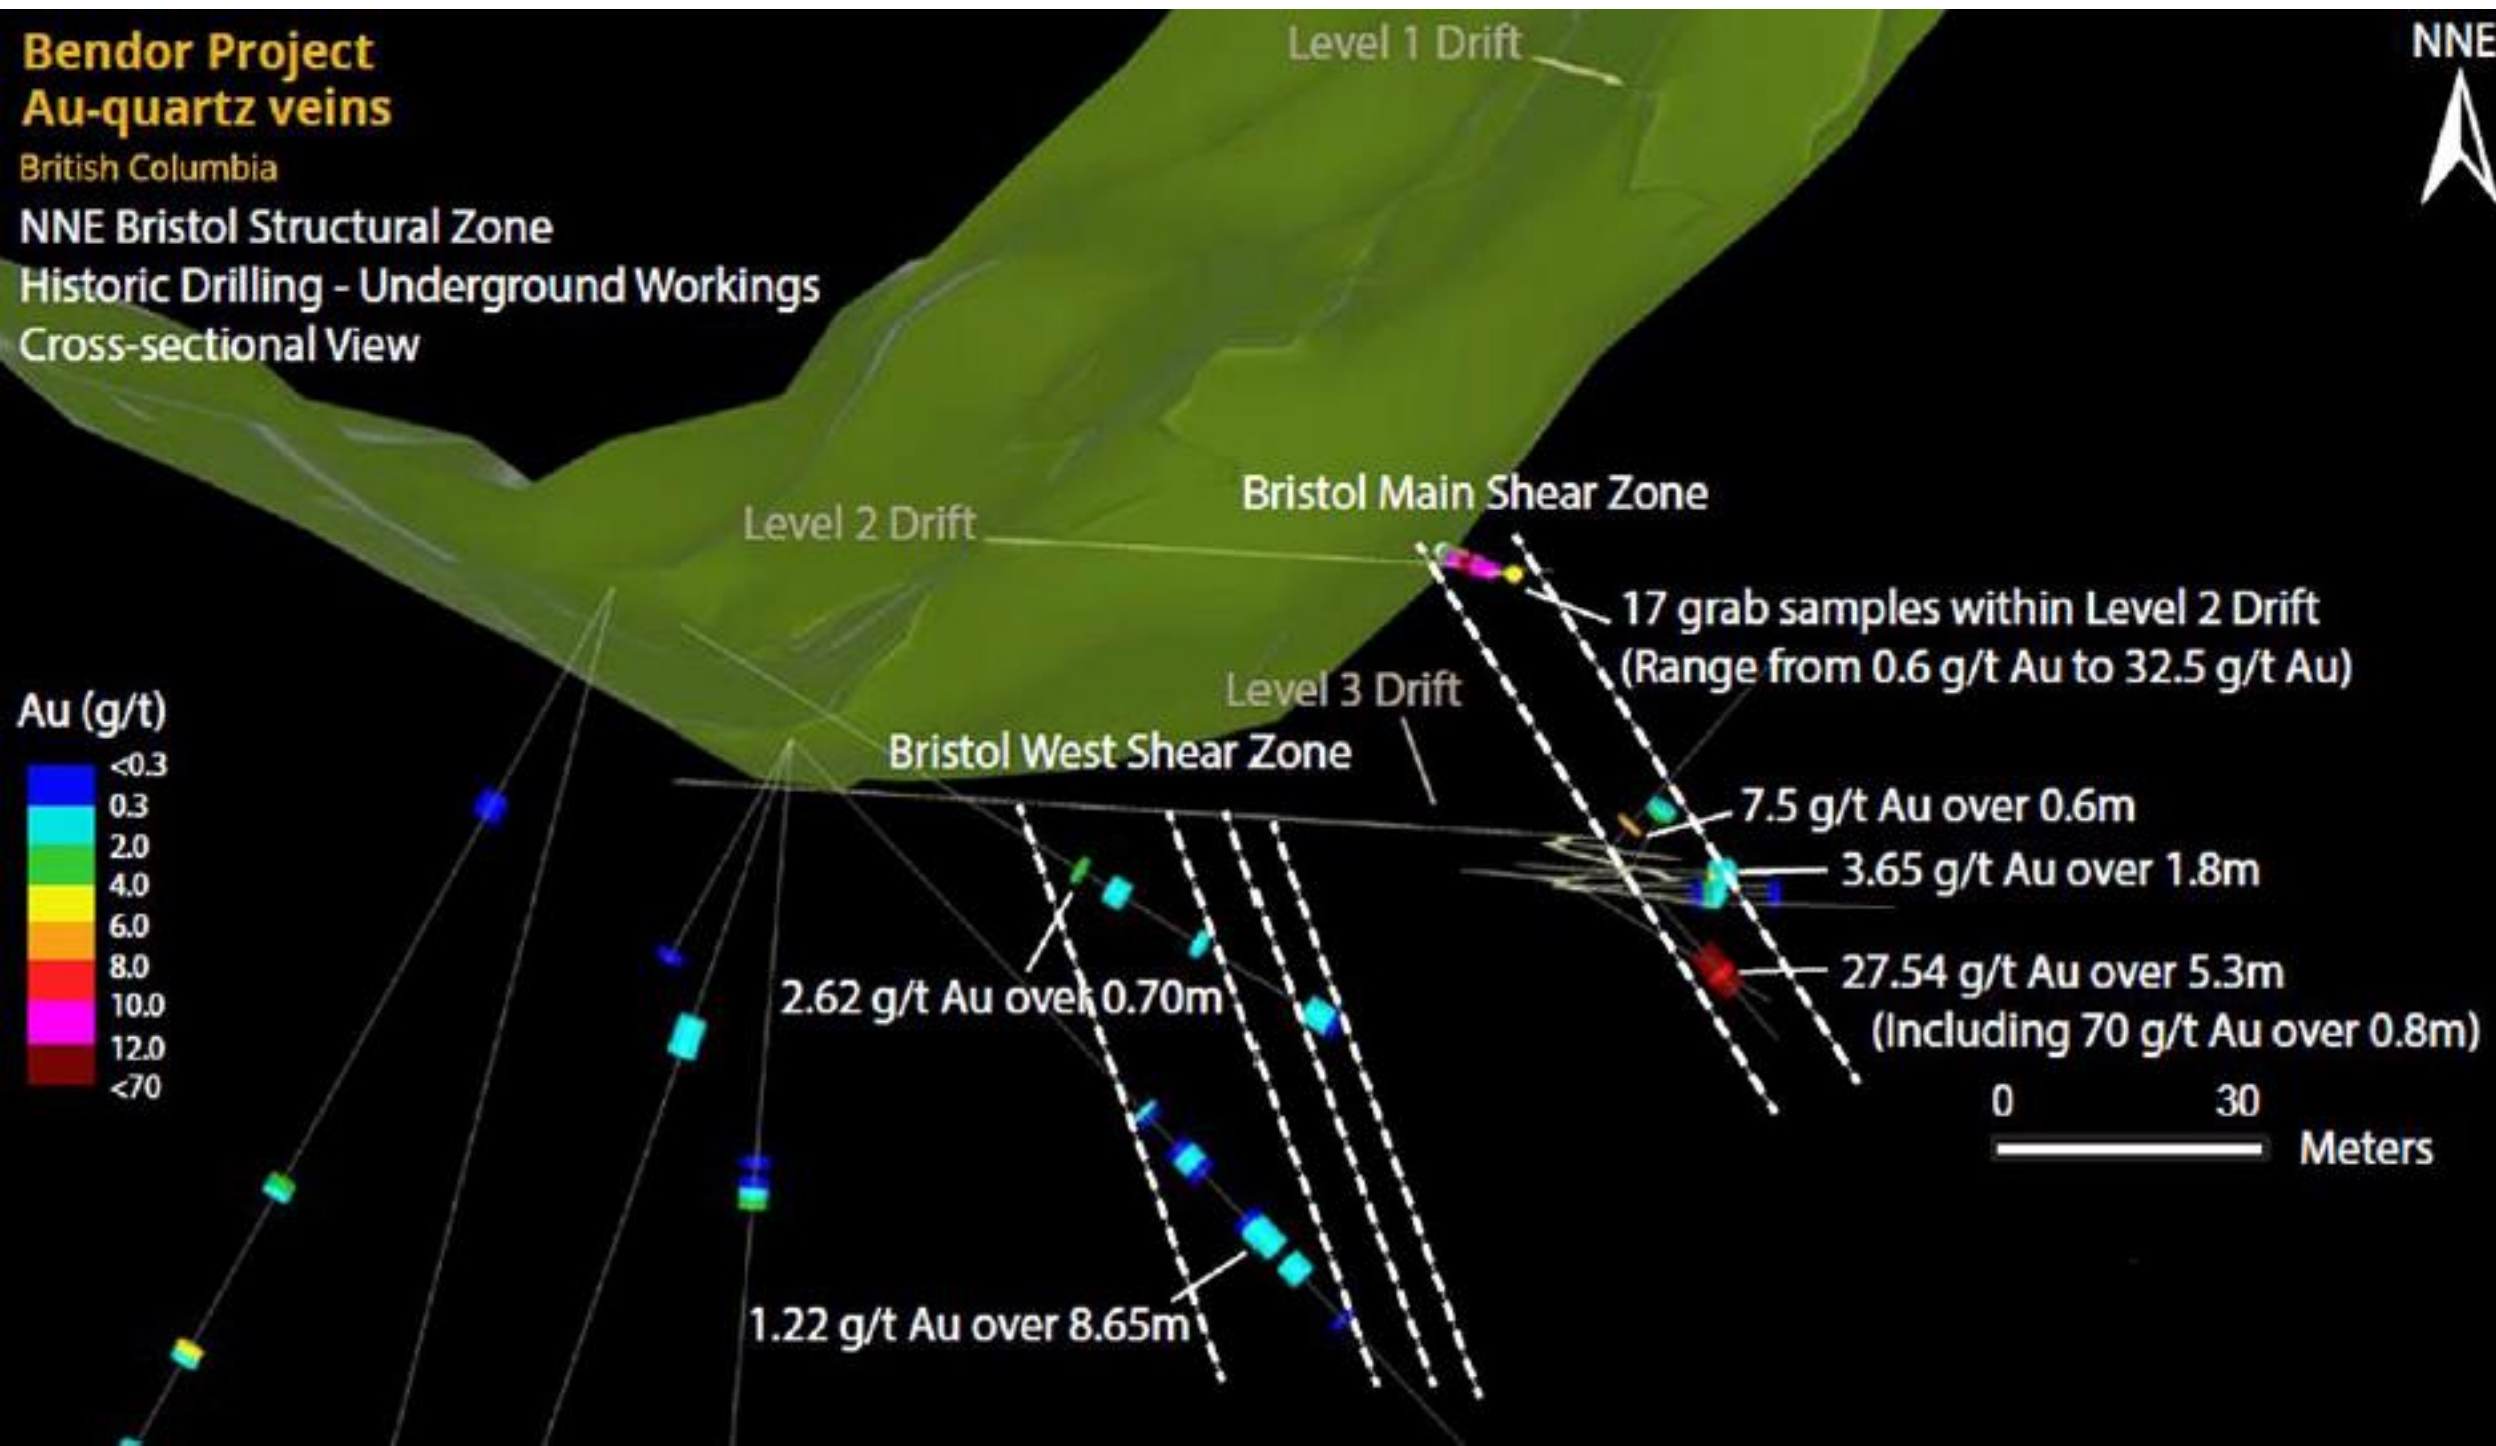 Bendor Project
Au-quartz veins
British Columbia
NNE Bristol Structural Zone
Historic Drilling - Underground Workings
Cross-sectional View
Level 1 Drift
NNE
Bristol Main Shear Zone
Level 2 Drift
17 grab samples within Level 2 Drift
(Range from 0.6 g/t Au to 32.5 g/t Au)
Level 3 Drift
Bristol West Shear Zone
7.5 g/t Au over 0.6m
3.65 g/t Au over 1.8m
27.54 g/t Au over 5.3m
(Including 70 g/t Au over 0.8m)
2.62 g/t Au over 0.70m
1.22 g/t Au over 8.65m
Au (g/t)
<0.3
0.3
2.0
4.0
6.0
8.0
10.0
12.0
<70
0 30
Meters